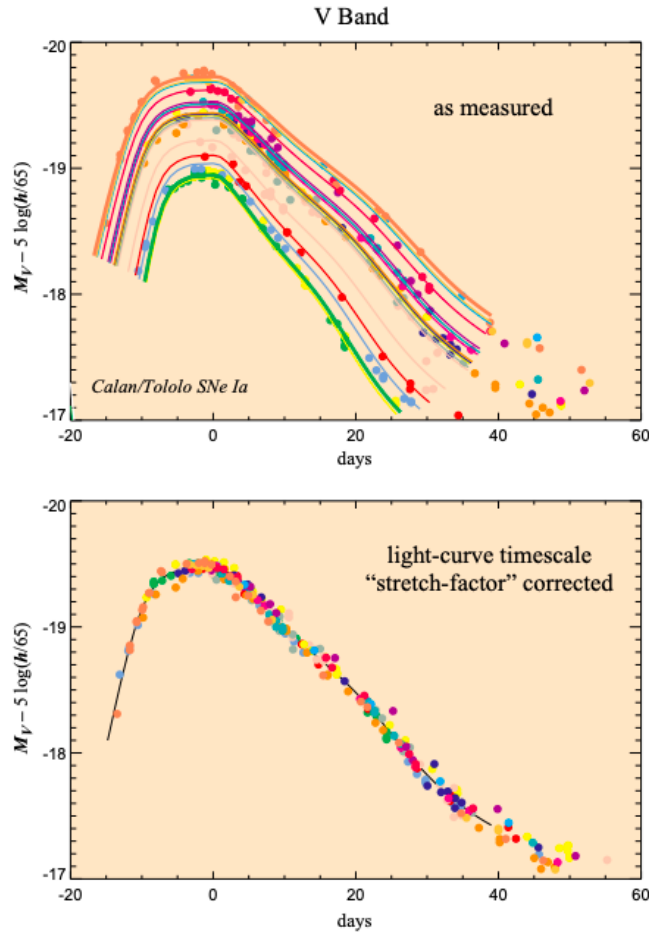 V Band
-20
as measured
-19
M_V – 5 log(h/65)
-18
Calan/Tololo SNe Ia
-17
-20 0 20 40 60
days
-20
light-curve timescale
“stretch-factor” corrected
-19
M_V – 5 log(h/65)
-18
-17
-20 0 20 40 60
days